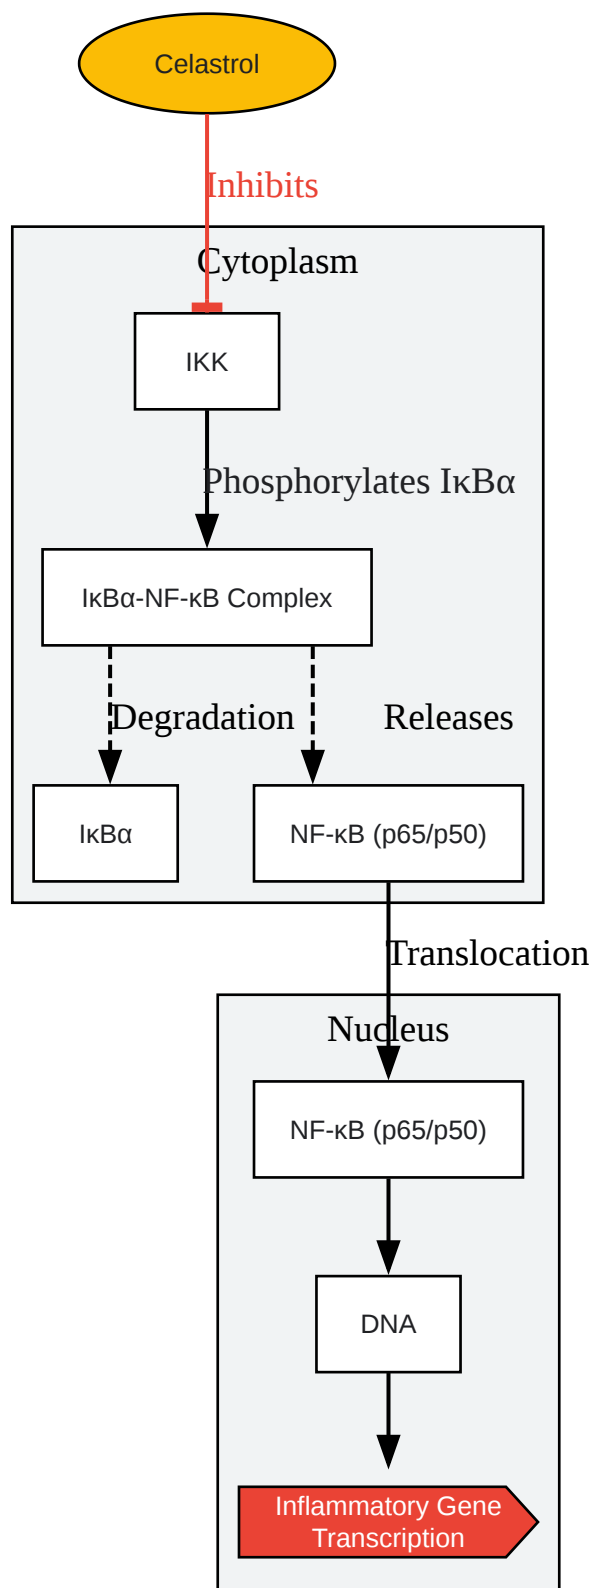 Celastrol
Inhibits
Cytoplasm
IKK
Phosphorylates IκBα
IκBα-NF-κB Complex
Degradation
Releases
IκBα
NF-κB (p65/p50)
Translocation
Nucleus
NF-κB (p65/p50)
DNA
Inflammatory Gene
Transcription